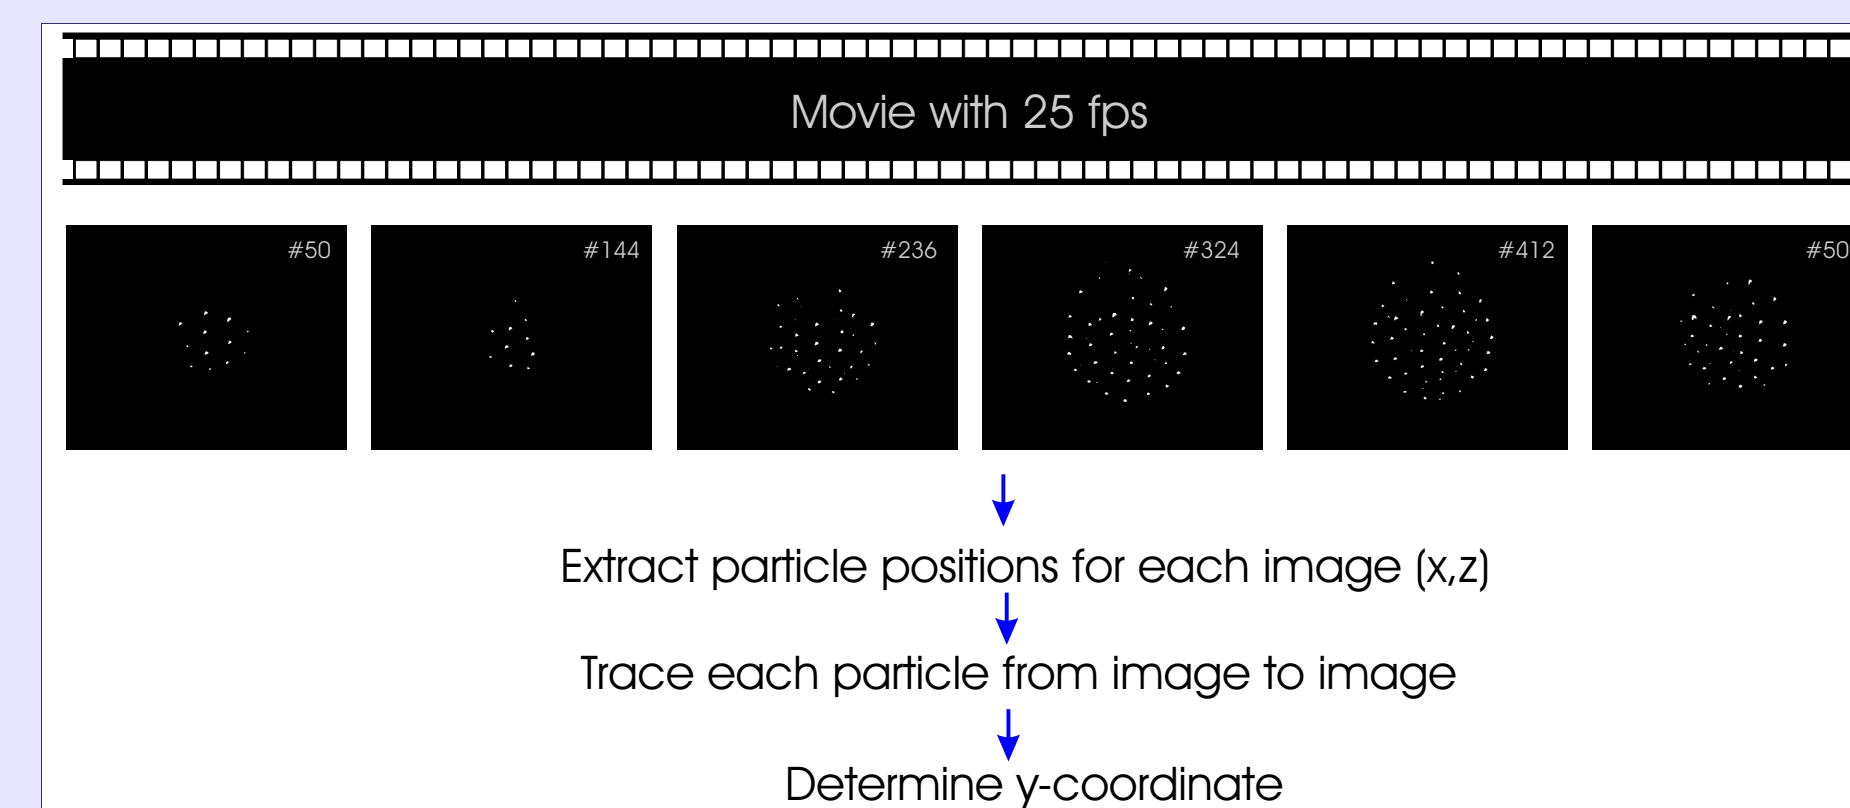 Movie with 25 fps
#50 #144 #236 #324 #412 #50
Extract particle positions for each image (x,z)
Trace each particle from image to image
Determine y-coordinate